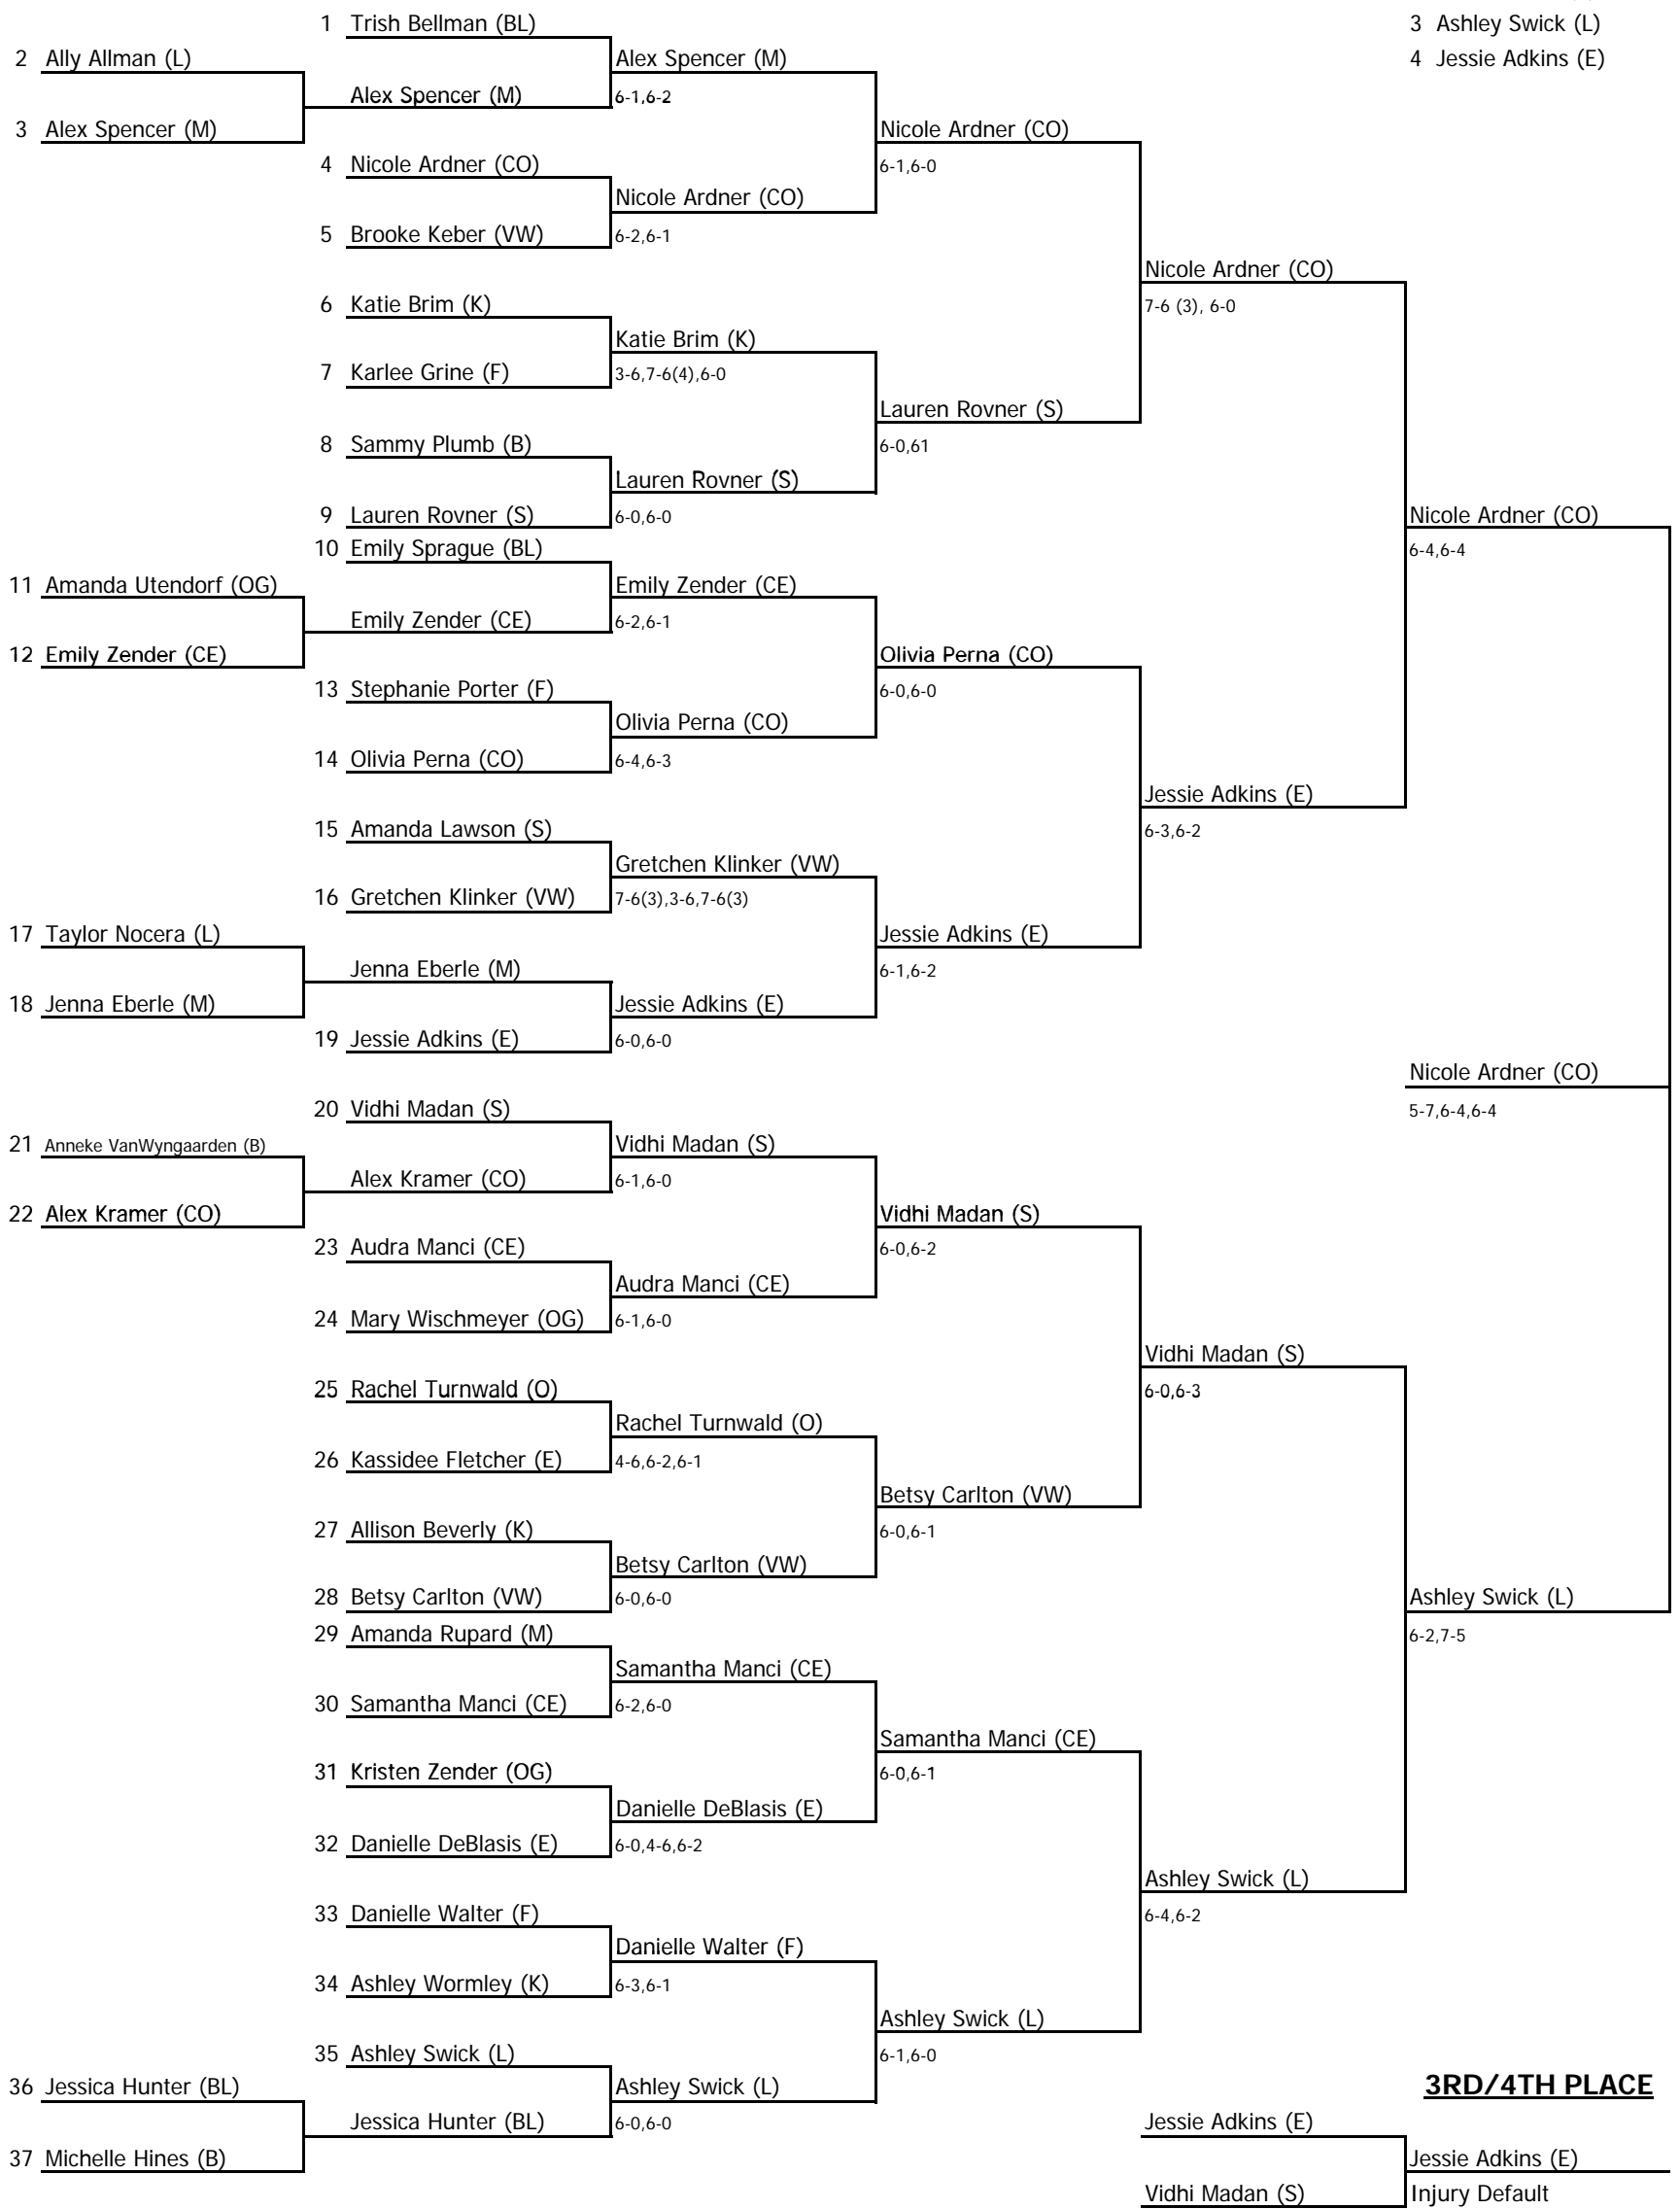 1 Trish Bellman (BL)
3 Ashley Swick (L)
2 Ally Allman (L)
Alex Spencer (M)
4 Jessie Adkins (E)
Alex Spencer (M)
6-1,6-2
3 Alex Spencer (M)
Nicole Ardner (CO)
4 Nicole Ardner (CO)
6-1,6-0
Nicole Ardner (CO)
5 Brooke Keber (VW)
6-2,6-1
Nicole Ardner (CO)
6 Katie Brim (K)
7-6 (3), 6-0
Katie Brim (K)
7 Karlee Grine (F)
3-6,7-6(4),6-0
Lauren Rovner (S)
8 Sammy Plumb (B)
6-0,61
Lauren Rovner (S)
9 Lauren Rovner (S)
6-0,6-0
Nicole Ardner (CO)
10 Emily Sprague (BL)
6-4,6-4
11 Amanda Utendorf (OG)
Emily Zender (CE)
Emily Zender (CE)
6-2,6-1
12 Emily Zender (CE)
Olivia Perna (CO)
13 Stephanie Porter (F)
6-0,6-0
Olivia Perna (CO)
14 Olivia Perna (CO)
6-4,6-3
Jessie Adkins (E)
15 Amanda Lawson (S)
6-3,6-2
Gretchen Klinker (VW)
16 Gretchen Klinker (VW)
7-6(3),3-6,7-6(3)
17 Taylor Nocera (L)
Jessie Adkins (E)
Jenna Eberle (M)
6-1,6-2
18 Jenna Eberle (M)
Jessie Adkins (E)
19 Jessie Adkins (E)
6-0,6-0
Nicole Ardner (CO)
20 Vidhi Madan (S)
5-7,6-4,6-4
21 Anneke VanWyngaarden (B)
Vidhi Madan (S)
Alex Kramer (CO)
6-1,6-0
22 Alex Kramer (CO)
Vidhi Madan (S)
23 Audra Manci (CE)
6-0,6-2
Audra Manci (CE)
24 Mary Wischmeyer (OG)
6-1,6-0
Vidhi Madan (S)
25 Rachel Turnwald (O)
6-0,6-3
Rachel Turnwald (O)
26 Kassidee Fletcher (E)
4-6,6-2,6-1
Betsy Carlton (VW)
27 Allison Beverly (K)
6-0,6-1
Betsy Carlton (VW)
28 Betsy Carlton (VW)
6-0,6-0
Ashley Swick (L)
29 Amanda Rupard (M)
6-2,7-5
Samantha Manci (CE)
30 Samantha Manci (CE)
6-2,6-0
Samantha Manci (CE)
31 Kristen Zender (OG)
6-0,6-1
Danielle DeBlasis (E)
32 Danielle DeBlasis (E)
6-0,4-6,6-2
Ashley Swick (L)
33 Danielle Walter (F)
6-4,6-2
Danielle Walter (F)
34 Ashley Wormley (K)
6-3,6-1
Ashley Swick (L)
35 Ashley Swick (L)
6-1,6-0
36 Jessica Hunter (BL)
Ashley Swick (L)
3RD/4TH PLACE
Jessica Hunter (BL)
6-0,6-0
Jessie Adkins (E)
37 Michelle Hines (B)
Jessie Adkins (E)
Vidhi Madan (S)
Injury Default